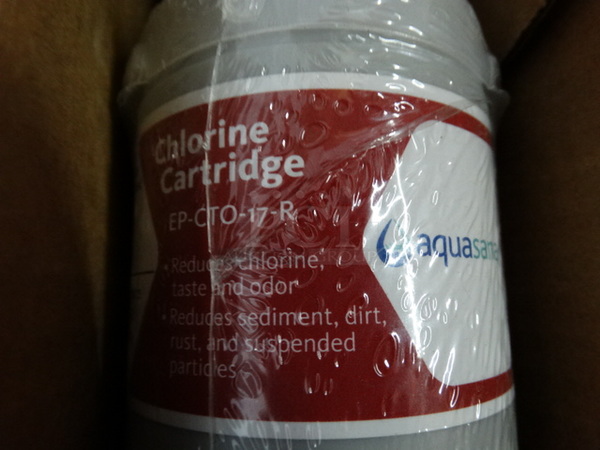 Chlorine
Cartridge
EP-CTO-17-R
• Reduces chlorine,
taste and odor
• Reduces sediment, dirt,
rust, and suspended
particles
aquasana